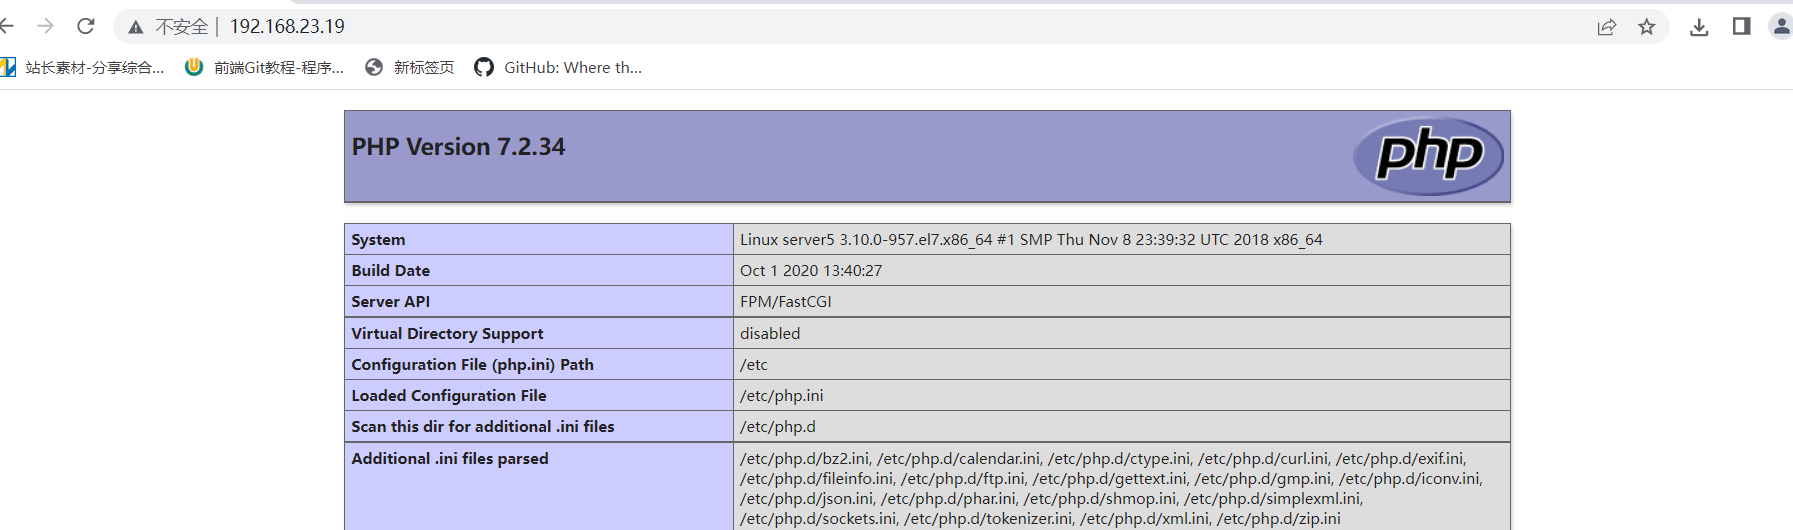 不安全 | 192.168.23.19
站长素材-分享综合... 前端Git教程-程序... 新标签页 GitHub: Where th...
PHP Version 7.2.34
php
System Linux server5 3.10.0-957.el7.x86_64 #1 SMP Thu Nov 8 23:39:32 UTC 2018 x86_64
Build Date Oct 1 2020 13:40:27
Server API FPM/FastCGI
Virtual Directory Support disabled
Configuration File (php.ini) Path /etc
Loaded Configuration File /etc/php.ini
Scan this dir for additional .ini files /etc/php.d
Additional .ini files parsed /etc/php.d/bz2.ini, /etc/php.d/calendar.ini, /etc/php.d/ctype.ini, /etc/php.d/curl.ini, /etc/php.d/exif.ini,
/etc/php.d/fileinfo.ini, /etc/php.d/ftp.ini, /etc/php.d/gettext.ini, /etc/php.d/gmp.ini, /etc/php.d/iconv.ini,
/etc/php.d/json.ini, /etc/php.d/phar.ini, /etc/php.d/shmop.ini, /etc/php.d/simplexml.ini,
/etc/php.d/sockets.ini, /etc/php.d/tokenizer.ini, /etc/php.d/xml.ini, /etc/php.d/zip.ini